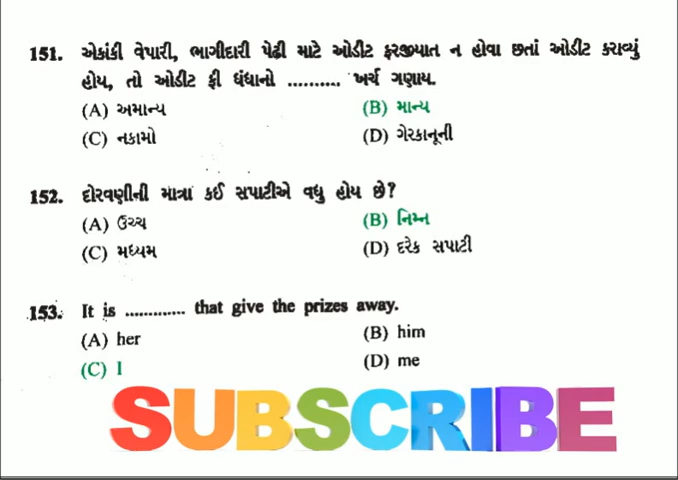 151. એકાંકી વેપારી, ભાગીદારી પેઢી માટે ઓડીટ ફરજીયાત ન હોવા છતાં ઓડીટ કરાવ્યું
હોય, તો ઓડીટ ફી ધંધાનો .......... ખર્ચ ગણાય.
(A) અમાન્ય (B) માન્ય
(C) નકામો (D) ગેરકાનૂની
152. દોરવણીની માત્રા કઈ સપાટીએ વધુ હોય છે?
(A) ઉચ્ચ (B) નિમ્ન
(C) મધ્યમ (D) દરેક સપાટી
153. It is ............. that give the prizes away.
(A) her (B) him
(C) I (D) me
SUBSCRIBE